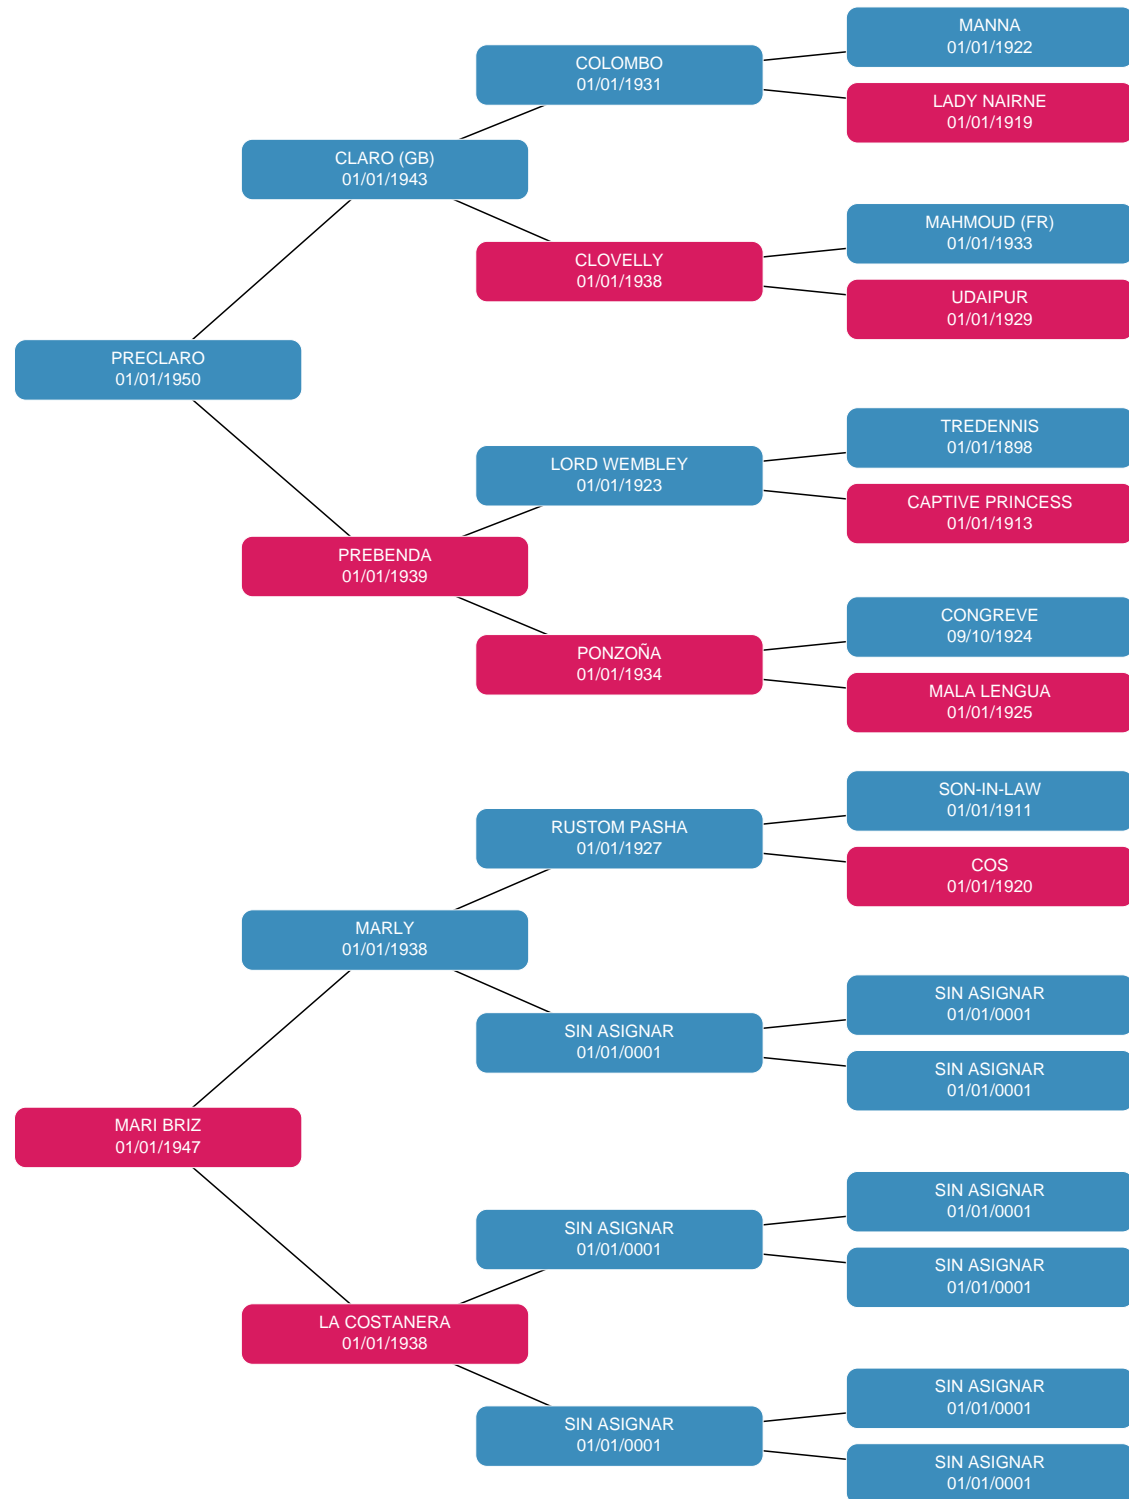 MANNA
01/01/1922
COLOMBO
01/01/1931
LADY NAIRNE
01/01/1919
CLARO (GB)
01/01/1943
MAHMOUD (FR)
01/01/1933
CLOVELLY
01/01/1938
UDAIPUR
01/01/1929
PRECLARO
01/01/1950
TREDENNIS
01/01/1898
LORD WEMBLEY
01/01/1923
CAPTIVE PRINCESS
01/01/1913
PREBENDA
01/01/1939
CONGREVE
09/10/1924
PONZOÑA
01/01/1934
MALA LENGUA
01/01/1925
SON-IN-LAW
01/01/1911
RUSTOM PASHA
01/01/1927
COS
01/01/1920
MARLY
01/01/1938
SIN ASIGNAR
01/01/0001
SIN ASIGNAR
01/01/0001
SIN ASIGNAR
01/01/0001
MARI BRIZ
01/01/1947
SIN ASIGNAR
01/01/0001
SIN ASIGNAR
01/01/0001
SIN ASIGNAR
01/01/0001
LA COSTANERA
01/01/1938
SIN ASIGNAR
01/01/0001
SIN ASIGNAR
01/01/0001
SIN ASIGNAR
01/01/0001